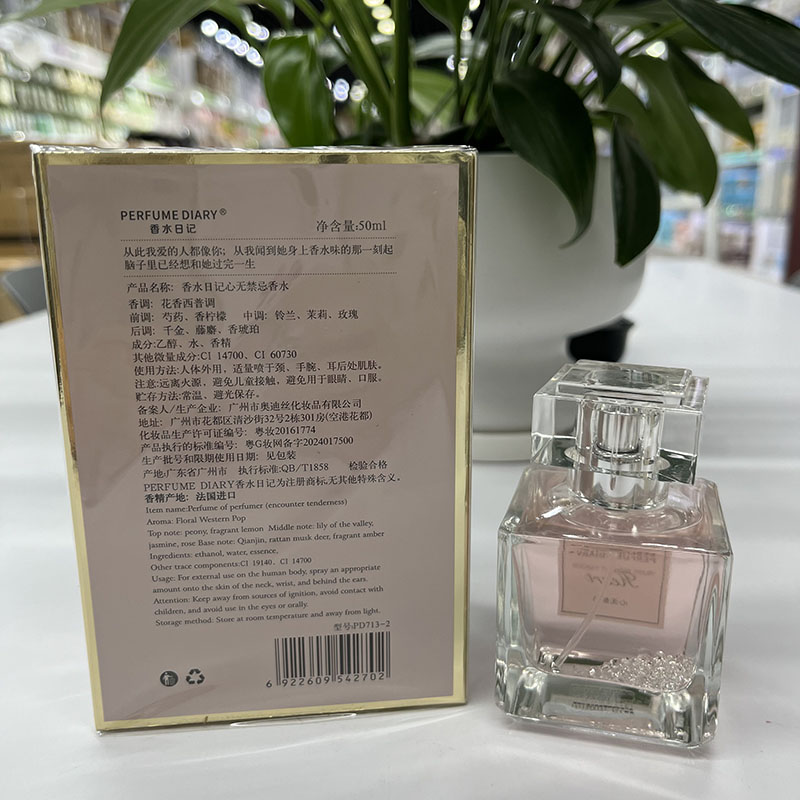 PERFUME DIARY®
香水日记
净含量:50ml
从此我爱的人都像你；从我闻到她身上香水味的那一刻起
脑子里已经想和她过完一生
产品名称：香水日记心无禁忌香水
香调：花香西普调
前调：芍药、香柠檬 中调：铃兰、茉莉、玫瑰
后调：千金、藤麝、香琥珀
成分:乙醇、水、香精
其他微量成分:CI 14700、CI 60730
使用方法:人体外用，适量喷于颈、手腕、耳后处肌肤。
注意:远离火源，避免儿童接触，避免用于眼睛、口服。
贮存方法:常温、避光保存。
备案人/生产企业：广州市奥迪丝化妆品有限公司
地址：广州市花都区清沙街32号2栋301房(空港花都)
化妆品生产许可证编号：粤妆20161774
产品执行的标准编号：粤G妆网备字2024017500
生产批号和限期使用日期：见包装
产地:广东省广州市 执行标准:QB/T1858 检验合格
PERFUME DIARY香水日记为注册商标,无其他特殊含义。
香精产地：法国进口
Item name:Perfume of perfumer (encounter tenderness)
Aroma: Floral Western Pop
Top note: peony, fragrant lemon Middle note: lily of the valley,
jasmine, rose Base note: Qianjin, rattan musk deer, fragrant amber
Ingredients: ethanol, water, essence.
Other trace components:CI 19140、CI 14700
Usage: For external use on the human body, spray an appropriate
amount onto the skin of the neck, wrist, and behind the ears.
Attention: Keep away from sources of ignition, avoid contact with
children, and avoid use in the eyes or orally.
Storage method: Store at room temperature and away from light.
型号:PD713-2
6 922609 542702